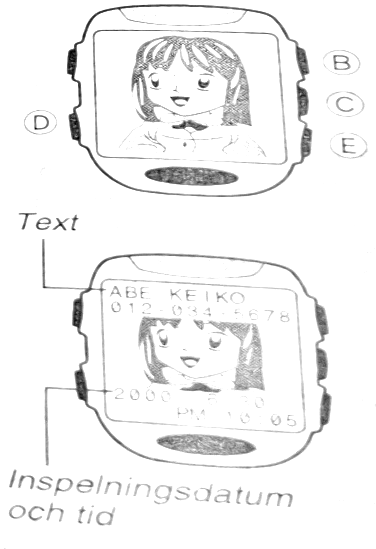 B
C
D
E
Text
ABE KEIKO
012-034-5678
2000
PM 10 05
Inspelningsdatum
och tid